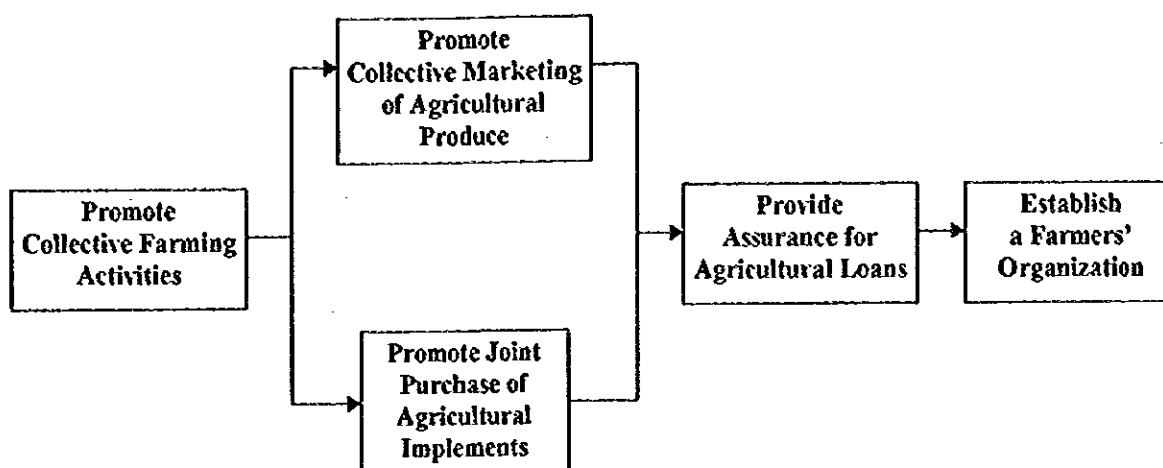 Promote
Collective Marketing
of Agricultural
Produce
Promote
Collective Farming
Activities
Provide
Assurance for
Agricultural Loans
Establish
a Farmers'
Organization
Promote Joint
Purchase of
Agricultural
Implements